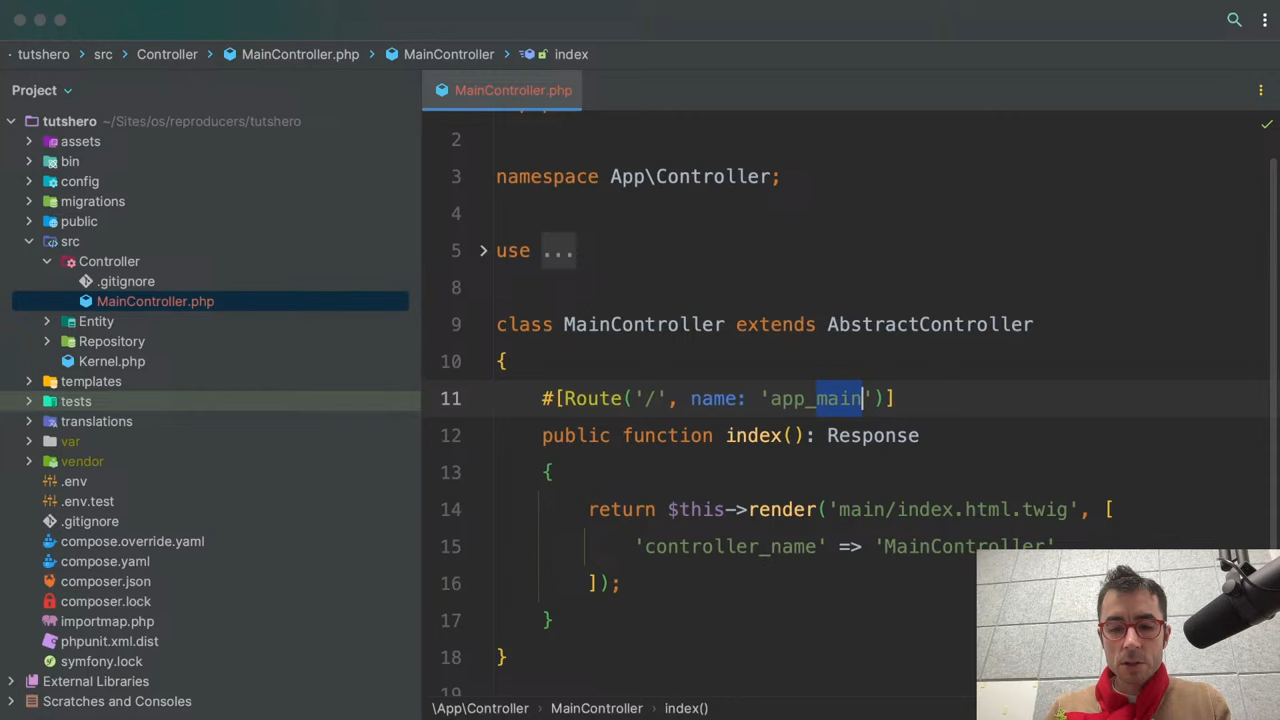 tutshero > src > Controller > MainController.php > MainController > index
Project
MainController.php
tutshero ~/Sites/os/reproducers/tutshero
assets
bin
config
migrations
public
src
Controller
.gitignore
MainController.php
Entity
Repository
Kernel.php
templates
tests
translations
var
vendor
.env
.env.test
.gitignore
compose.override.yaml
compose.yaml
composer.json
composer.lock
importmap.php
phpunit.xml.dist
symfony.lock
External Libraries
Scratches and Consoles
2
3 namespace App\Controller;
4
5 use ...
8
9 class MainController extends AbstractController
10 {
11 #[Route('/', name: 'app_main')]
12 public function index(): Response
13 {
14 return $this->render('main/index.html.twig', [
15 'controller_name' => 'MainController'
16 ]);
17 }
18 }
19
\App\Controller > MainController > index()